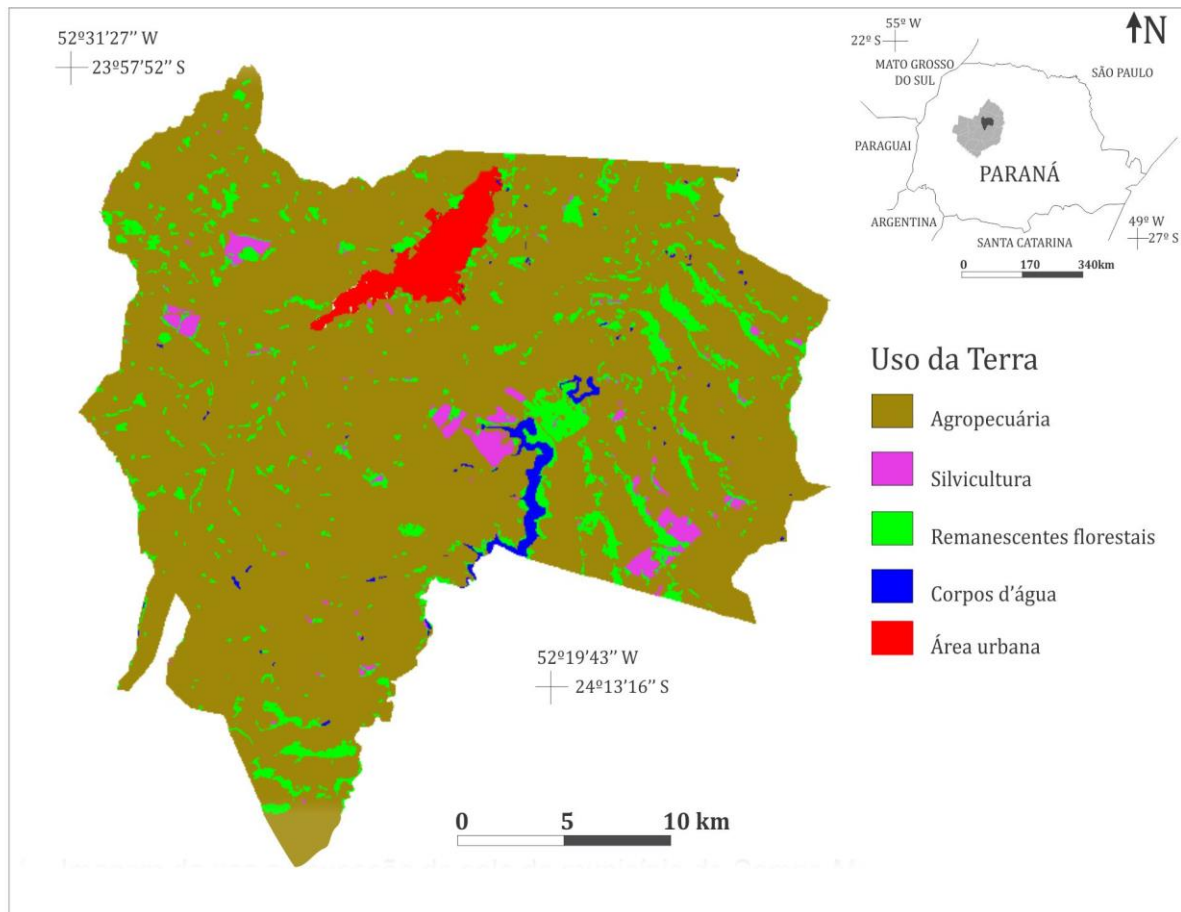 52º31'27'' W
23º57'52'' S
55º W
22º S
N
MATO GROSSO
DO SUL
SÃO PAULO
PARAGUAI
PARANÁ
ARGENTINA
SANTA CATARINA
49º W
27º S
0 170 340km
Uso da Terra
Agropecuária
Silvicultura
Remanescentes florestais
Corpos d'água
Área urbana
52º19'43'' W
24º13'16'' S
0 5 10 km